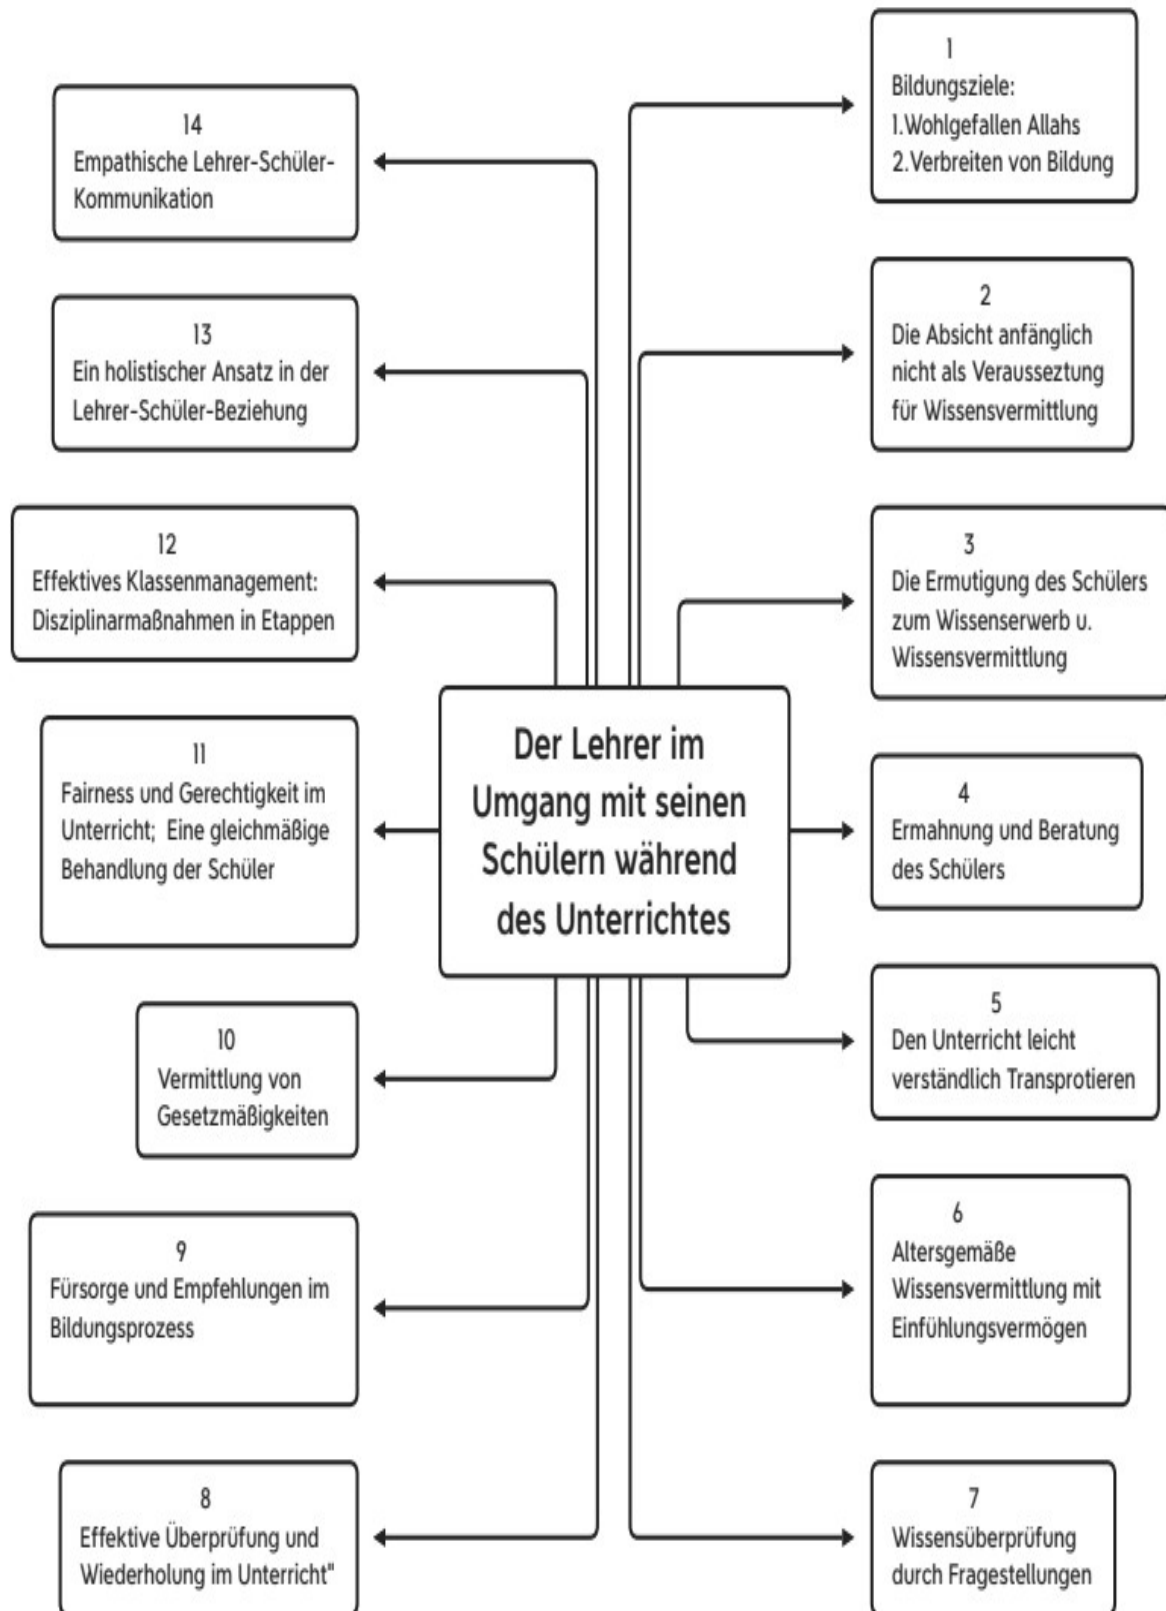 Der Lehrer im
Umgang mit seinen
Schülern während
des Unterrichtes
1
Bildungsziele:
1.Wohlgefallen Allahs
2.Verbreiten von Bildung
2
Die Absicht anfänglich
nicht als Verausseztung
für Wissensvermittlung
3
Die Ermutigung des Schülers
zum Wissenserwerb u.
Wissensvermittlung
4
Ermahnung und Beratung
des Schülers
5
Den Unterricht leicht
verständlich Transprotieren
6
Altersgemäße
Wissensvermittlung mit
Einfühlungsvermögen
7
Wissensüberprüfung
durch Fragestellungen
8
Effektive Überprüfung und
Wiederholung im Unterricht"
9
Fürsorge und Empfehlungen im
Bildungsprozess
10
Vermittlung von
Gesetzmäßigkeiten
11
Fairness und Gerechtigkeit im
Unterricht; Eine gleichmäßige
Behandlung der Schüler
12
Effektives Klassenmanagement:
Disziplinarmaßnahmen in Etappen
13
Ein holistischer Ansatz in der
Lehrer-Schüler-Beziehung
14
Empathische Lehrer-Schüler-
Kommunikation